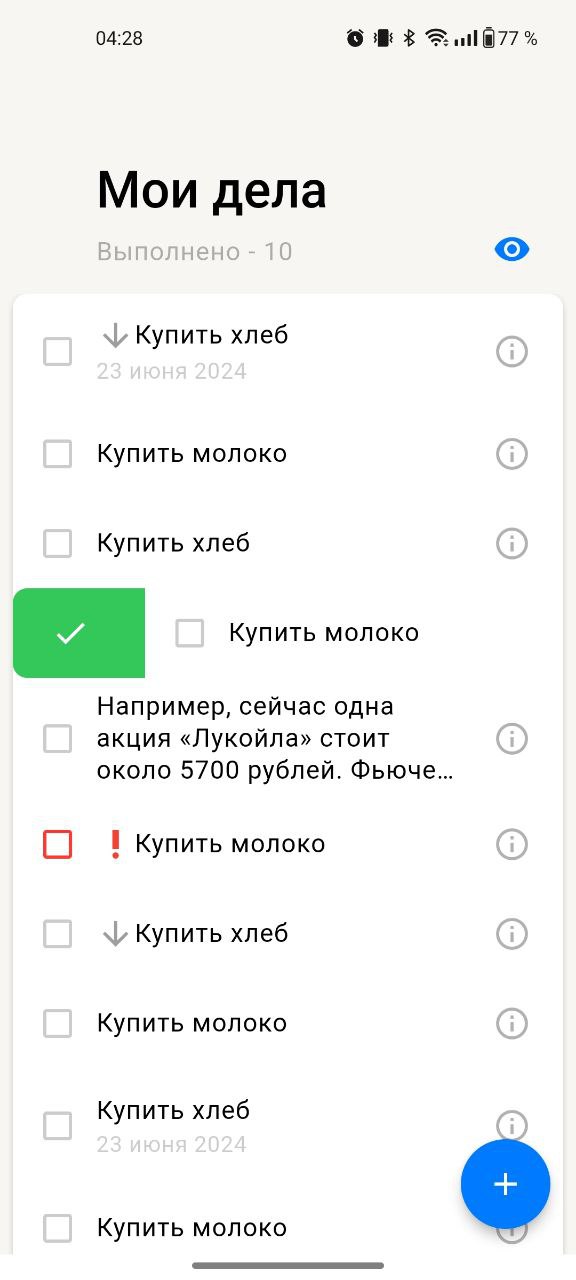 04:28
77 %
Мои дела
Выполнено - 10
Купить хлеб
23 июня 2024
Купить молоко
Купить хлеб
Купить молоко
Например, сейчас одна
акция «Лукойла» стоит
около 5700 рублей. Фьюче…
Купить молоко
Купить хлеб
Купить молоко
Купить хлеб
23 июня 2024
Купить молоко